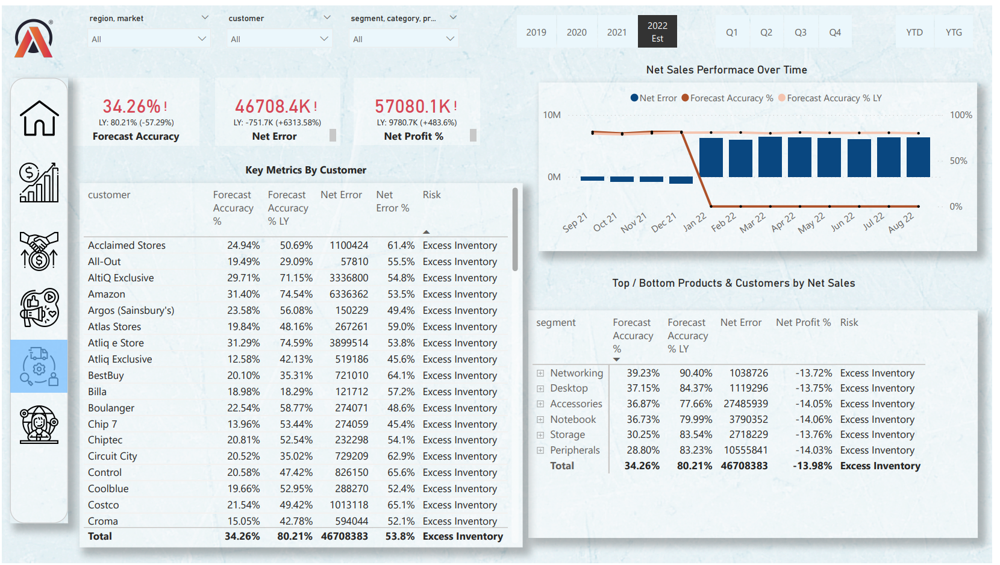 ®
region, market
customer
segment, category, pr...
All
All
All
2019
2020
2021
2022
Est
Q1
Q2
Q3
Q4
YTD
YTG
34.26%!
LY: 80.21% (-57.29%)
Forecast Accuracy
46708.4K!
LY: -751.7K (+6313.58%)
Net Error
57080.1K!
LY: 9780.7K (+483.6%)
Net Profit %
Net Sales Performace Over Time
Net Error Forecast Accuracy % Forecast Accuracy % LY
10M
0M
100%
50%
0%
Sep 21
Oct 21
Nov 21
Dec 21
Jan 22
Feb 22
Mar 22
Apr 22
May 22
Jun 22
Jul 22
Aug 22
Key Metrics By Customer
customer Forecast Accuracy % Forecast Accuracy % LY Net Error Net Error % Risk
Acclaimed Stores 24.94% 50.69% 1100424 61.4% Excess Inventory
All-Out 19.49% 29.09% 57810 55.5% Excess Inventory
AltiQ Exclusive 29.71% 71.15% 3336800 54.8% Excess Inventory
Amazon 31.40% 74.54% 6336362 53.5% Excess Inventory
Argos (Sainsbury's) 23.58% 56.08% 150229 49.4% Excess Inventory
Atlas Stores 19.84% 48.16% 267261 59.0% Excess Inventory
Atliq e Store 31.29% 74.59% 3899514 53.8% Excess Inventory
Atliq Exclusive 12.58% 42.13% 519186 45.6% Excess Inventory
BestBuy 20.10% 35.31% 721010 64.1% Excess Inventory
Billa 18.98% 18.29% 121712 57.2% Excess Inventory
Boulanger 22.54% 58.77% 274071 48.6% Excess Inventory
Chip 7 13.96% 53.44% 274059 45.4% Excess Inventory
Chiptec 20.81% 52.54% 232298 54.1% Excess Inventory
Circuit City 20.52% 35.02% 729209 62.9% Excess Inventory
Control 20.58% 47.42% 826150 65.6% Excess Inventory
Coolblue 19.66% 52.95% 288270 52.4% Excess Inventory
Costco 21.54% 49.42% 1013118 65.1% Excess Inventory
Croma 15.05% 42.78% 594044 52.1% Excess Inventory
Total 34.26% 80.21% 46708383 53.8% Excess Inventory
Top / Bottom Products & Customers by Net Sales
segment Forecast Accuracy % Forecast Accuracy % LY Net Error Net Profit % Risk
Networking 39.23% 90.40% 1038726 -13.72% Excess Inventory
Desktop 37.15% 84.37% 1119296 -13.75% Excess Inventory
Accessories 36.87% 77.66% 27485939 -14.05% Excess Inventory
Notebook 36.73% 79.99% 3790352 -14.06% Excess Inventory
Storage 30.25% 83.54% 2718229 -13.76% Excess Inventory
Peripherals 28.80% 83.23% 10555841 -14.03% Excess Inventory
Total 34.26% 80.21% 46708383 -13.98% Excess Inventory